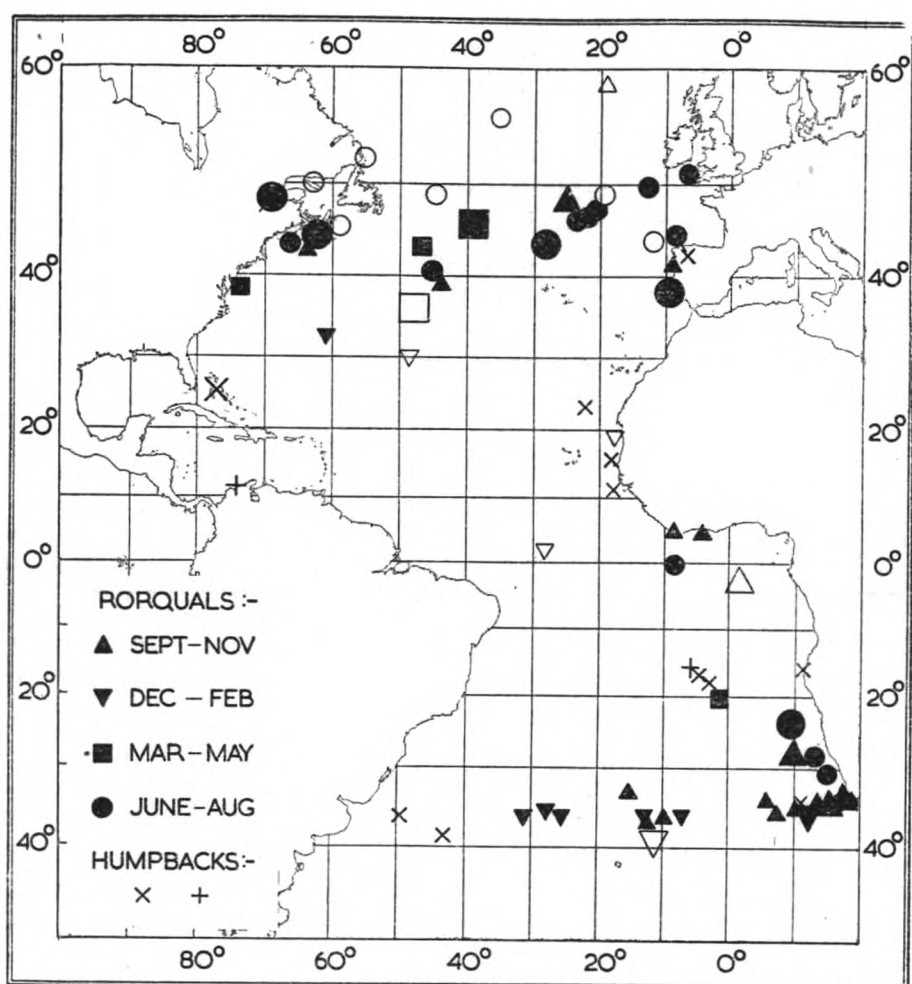 80° 60° 40° 20° 0°
60° 60°
40° 40°
20° 20°
0° 0°
RORQUALS :-
▲ SEPT-NOV
▼ DEC - FEB
20° 20°
■ MAR-MAY
● JUNE-AUG
40° 40°
HUMPBACKS:-
× +
80° 60° 40° 20° 0°